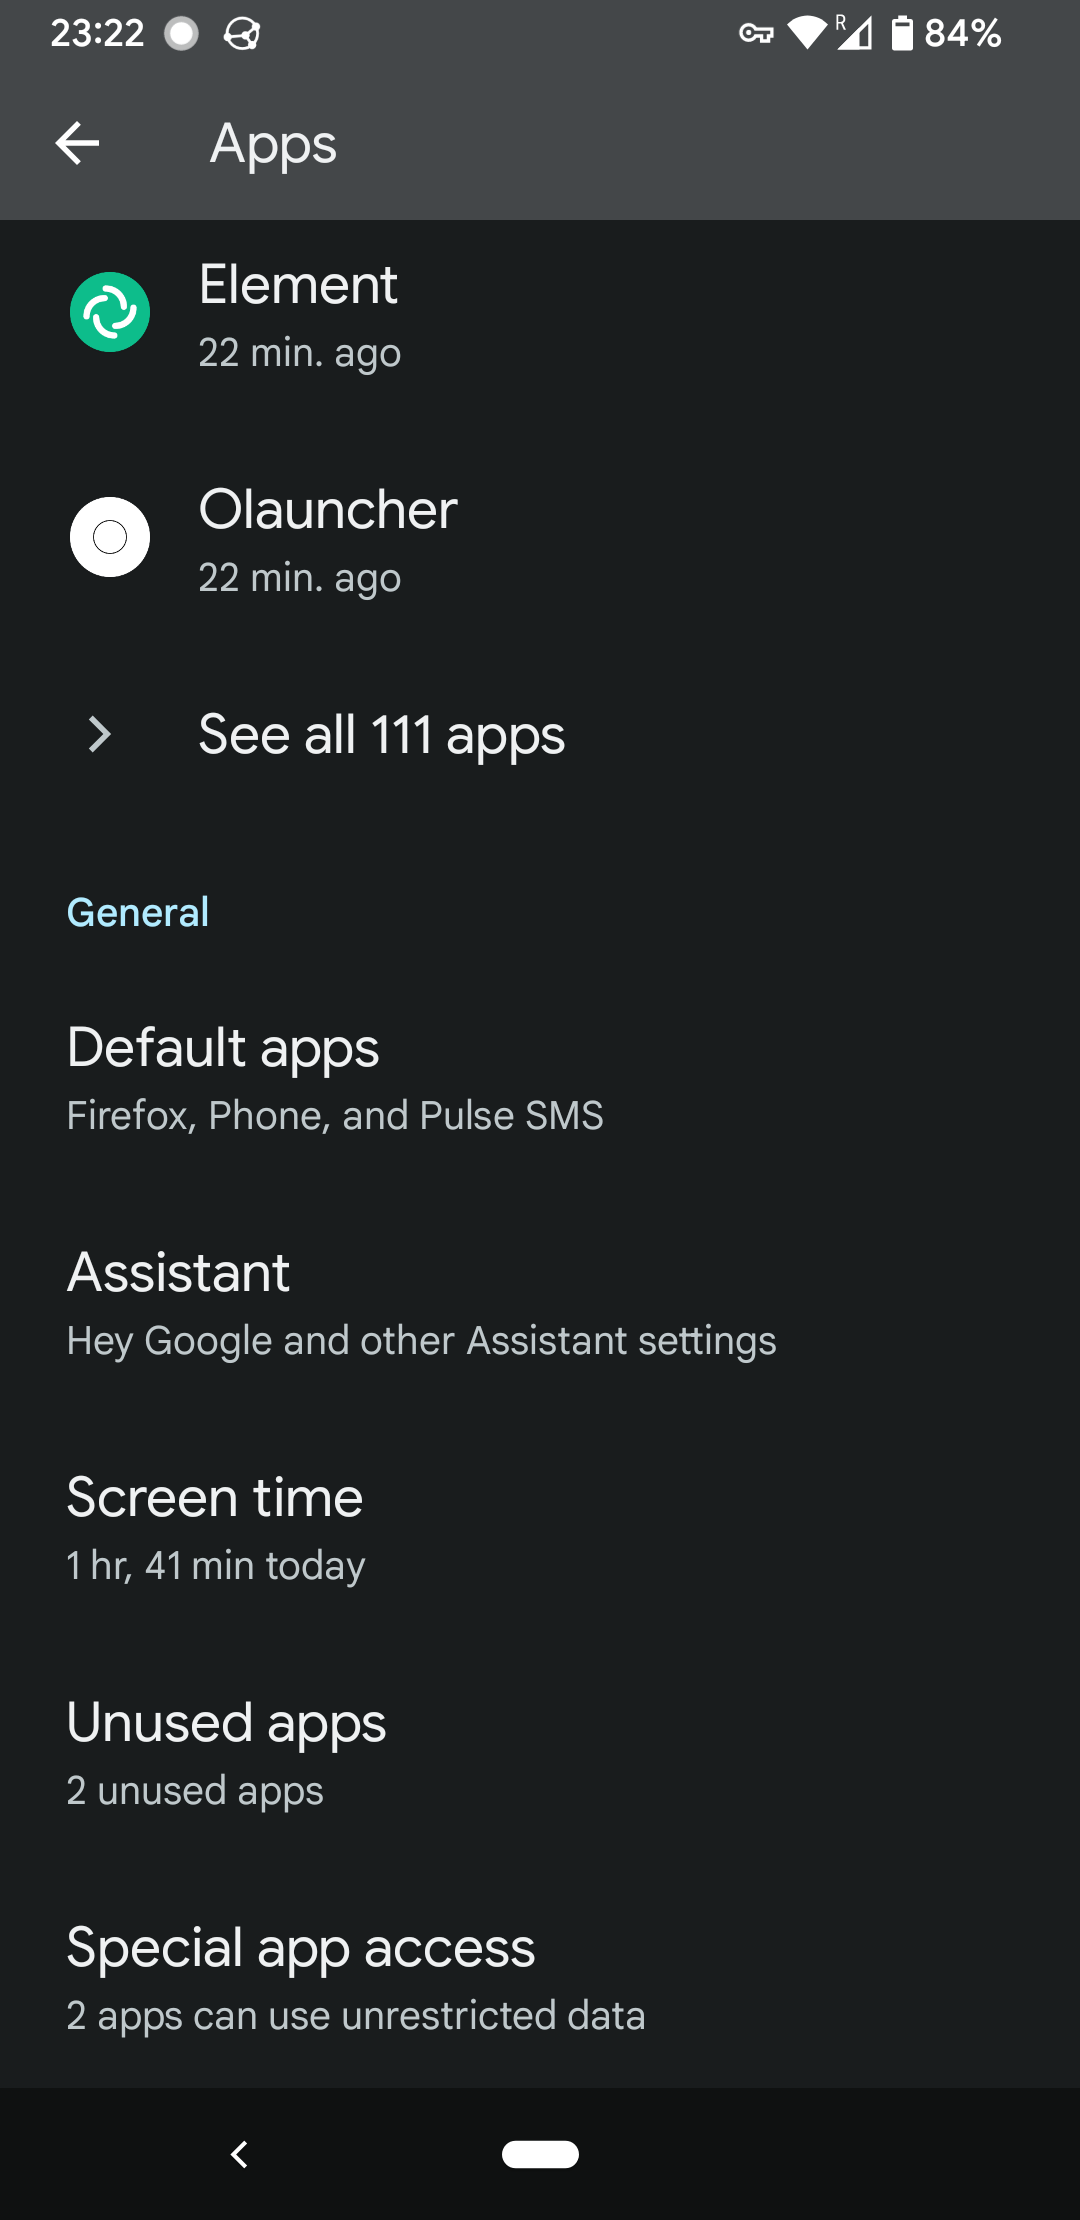 23:22 R 84%
Apps
Element
22 min. ago
Olauncher
22 min. ago
See all 111 apps
General
Default apps
Firefox, Phone, and Pulse SMS
Assistant
Hey Google and other Assistant settings
Screen time
1 hr, 41 min today
Unused apps
2 unused apps
Special app access
2 apps can use unrestricted data